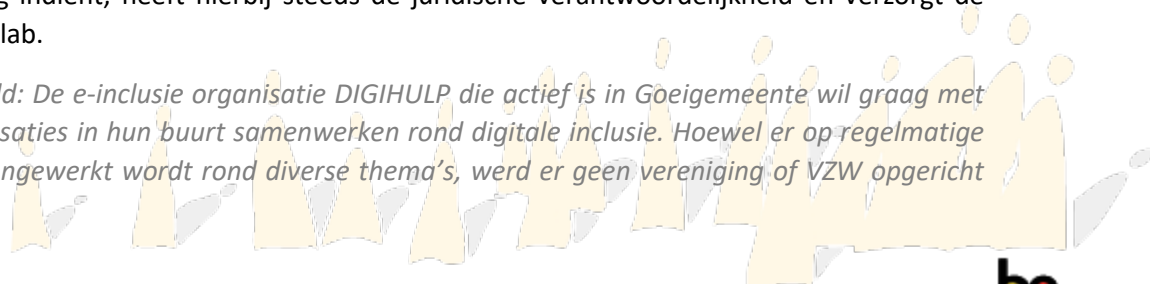 g indient, heeft hierbij steeds de juridische verantwoordelijkheid en verzorgt de
lab.
ld: De e-inclusie organisatie DIGIHULP die actief is in Goeigemeente wil graag met
saties in hun buurt samenwerken rond digitale inclusie. Hoewel er op regelmatige
ngewerkt wordt rond diverse thema’s, werd er geen vereniging of VZW opgericht
be